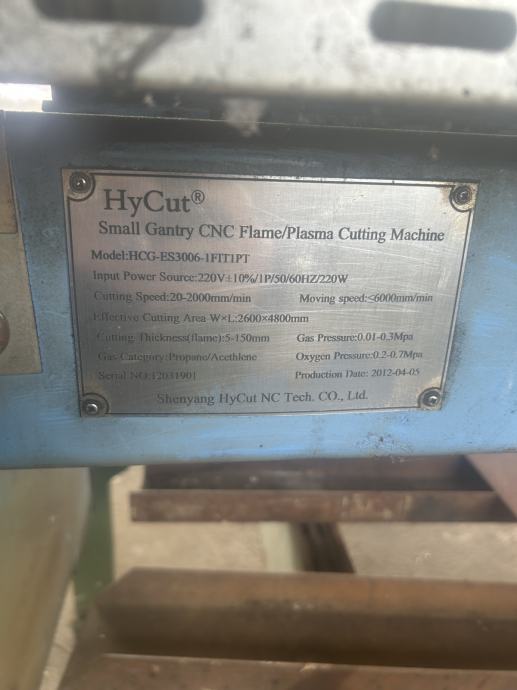 HyCut®
Small Gantry CNC Flame/Plasma Cutting Machine
Model:HCG-ES3006-1FIT1PT
Input Power Source:220V±10%/1P/50/60HZ/220W
Cutting Speed:20-2000mm/min Moving speed:≤6000mm/min
Effective Cutting Area W×L:2600×4800mm
Cutting Thickness(flame):5-150mm Gas Pressure:0.01-0.3Mpa
Gas Category:Propano/Acethlene Oxygen Pressure:0.2-0.7Mpa
Serial NO:12031901 Production Date: 2012-04-05
Shenyang HyCut NC Tech. CO., Ltd.